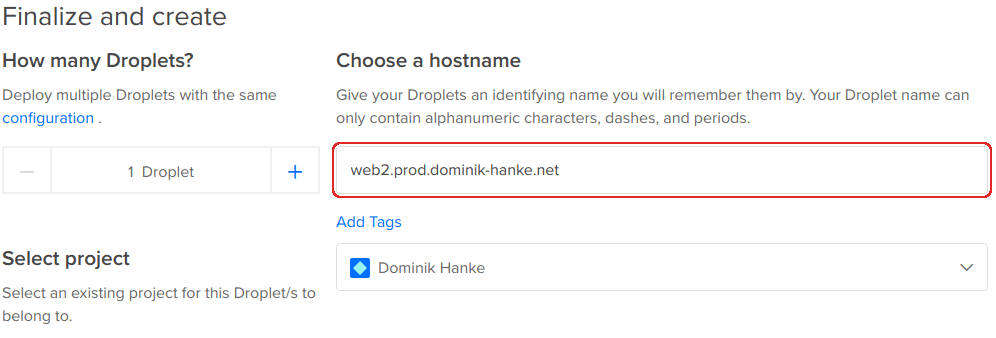 Finalize and create
How many Droplets?
Deploy multiple Droplets with the same
configuration .
1 Droplet
Choose a hostname
Give your Droplets an identifying name you will remember them by. Your Droplet name can
only contain alphanumeric characters, dashes, and periods.
web2.prod.dominik-hanke.net
Add Tags
Select project
Select an existing project for this Droplet/s to
belong to.
Dominik Hanke